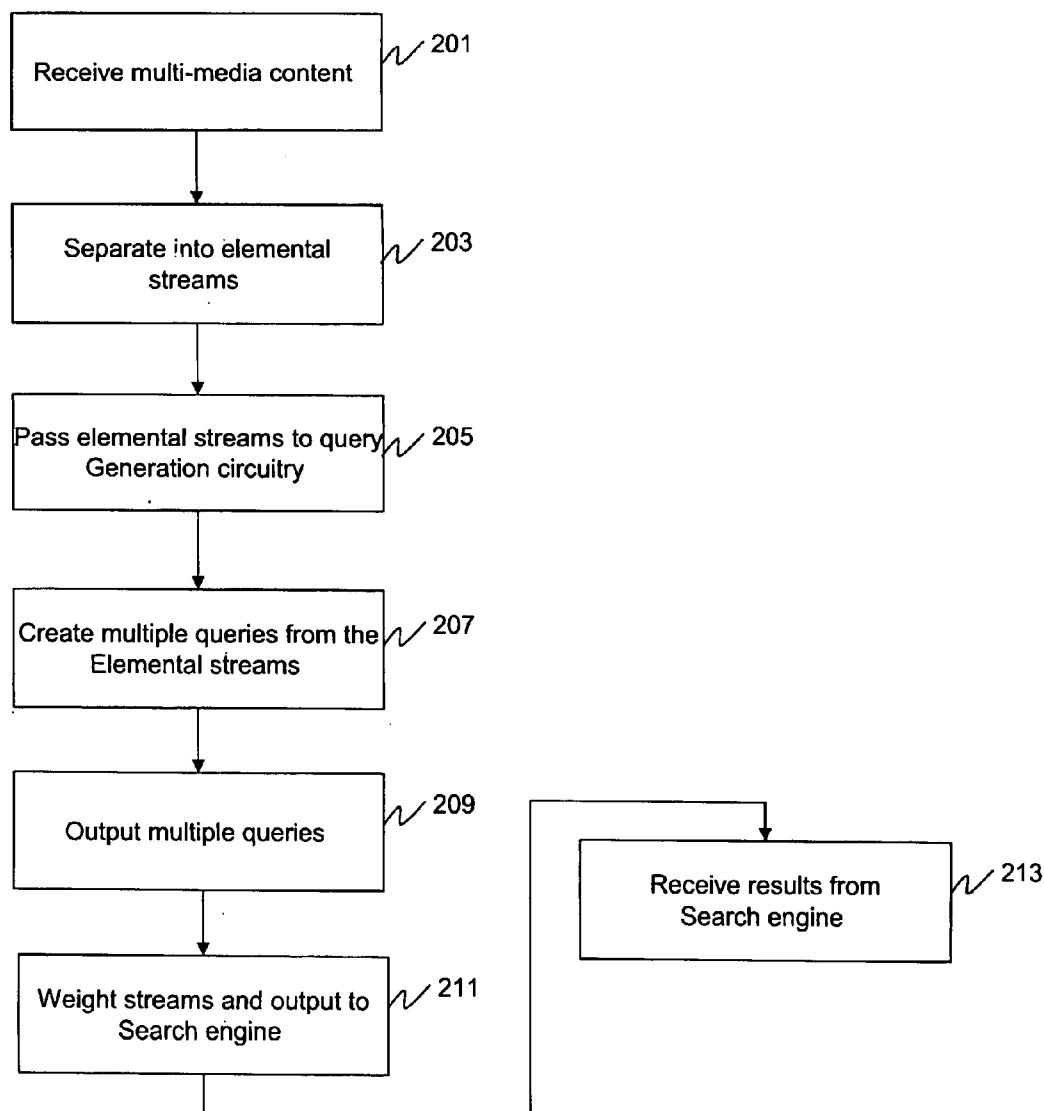 Receive multi-media content
201
Separate into elemental
streams
203
Pass elemental streams to query
Generation circuitry
205
Create multiple queries from the
Elemental streams
207
Output multiple queries
209
Weight streams and output to
Search engine
211
Receive results from
Search engine
213